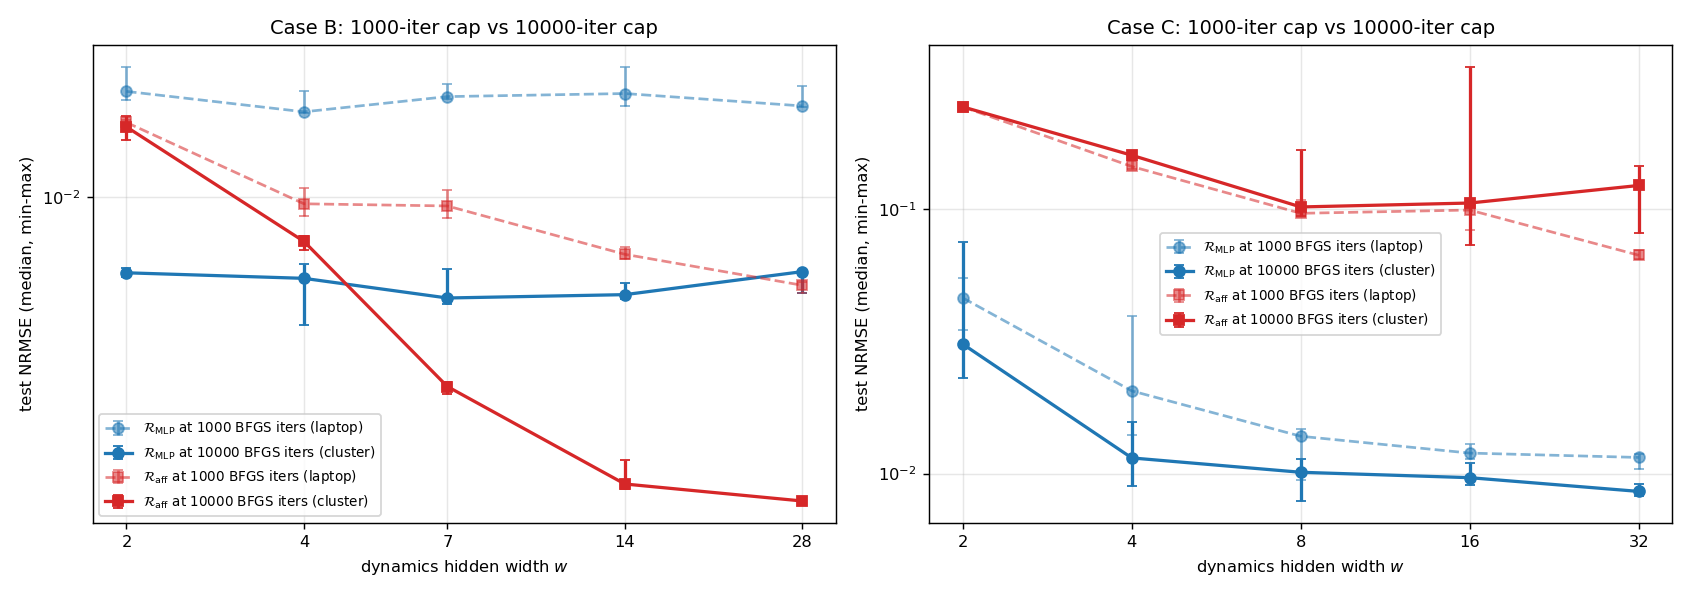 Case B: 1000-iter cap vs 10000-iter cap
test NRMSE (median, min-max)
10⁻²
ℛ_MLP at 1000 BFGS iters (laptop)
ℛ_MLP at 10000 BFGS iters (cluster)
ℛ_aff at 1000 BFGS iters (laptop)
ℛ_aff at 10000 BFGS iters (cluster)
2 4 7 14 28
dynamics hidden width w
Case C: 1000-iter cap vs 10000-iter cap
test NRMSE (median, min-max)
10⁻¹
10⁻²
ℛ_MLP at 1000 BFGS iters (laptop)
ℛ_MLP at 10000 BFGS iters (cluster)
ℛ_aff at 1000 BFGS iters (laptop)
ℛ_aff at 10000 BFGS iters (cluster)
2 4 8 16 32
dynamics hidden width w